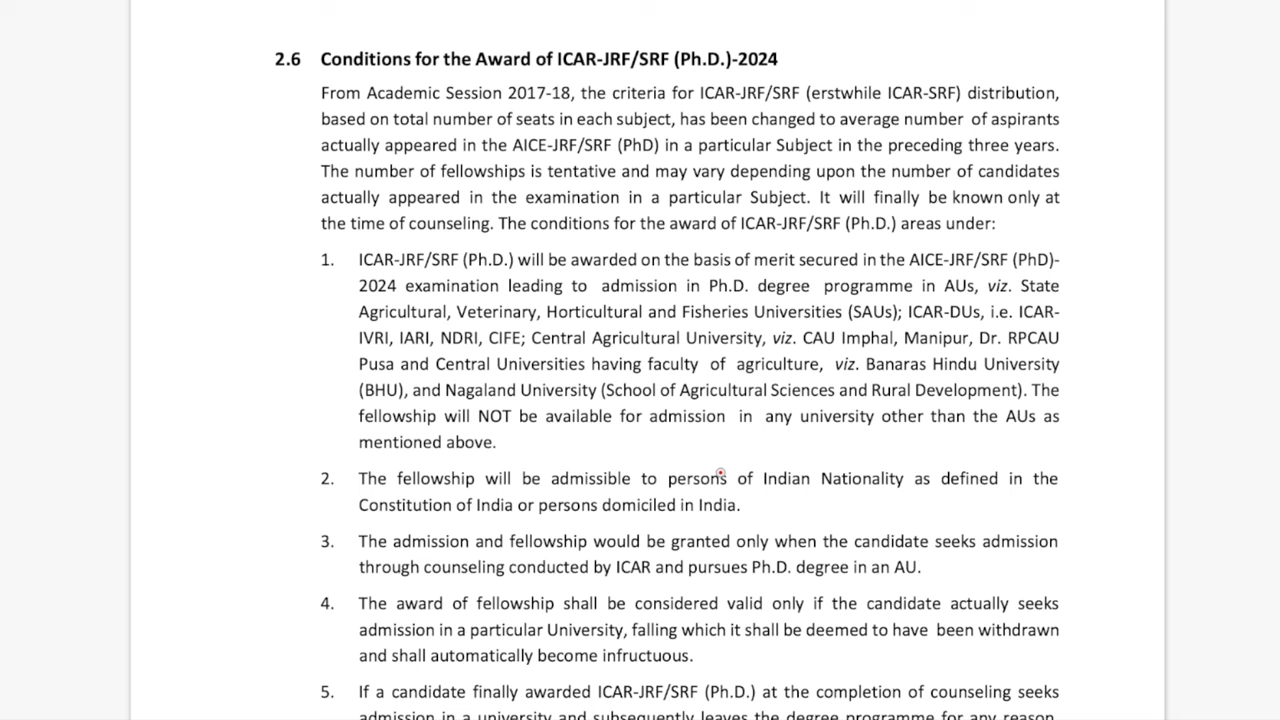 2.6 Conditions for the Award of ICAR-JRF/SRF (Ph.D.)-2024
From Academic Session 2017-18, the criteria for ICAR-JRF/SRF (erstwhile ICAR-SRF) distribution,
based on total number of seats in each subject, has been changed to average number of aspirants
actually appeared in the AICE-JRF/SRF (PhD) in a particular Subject in the preceding three years.
The number of fellowships is tentative and may vary depending upon the number of candidates
actually appeared in the examination in a particular Subject. It will finally be known only at
the time of counseling. The conditions for the award of ICAR-JRF/SRF (Ph.D.) areas under:
1. ICAR-JRF/SRF (Ph.D.) will be awarded on the basis of merit secured in the AICE-JRF/SRF (PhD)-
2024 examination leading to admission in Ph.D. degree programme in AUs, viz. State
Agricultural, Veterinary, Horticultural and Fisheries Universities (SAUs); ICAR-DUs, i.e. ICAR-
IVRI, IARI, NDRI, CIFE; Central Agricultural University, viz. CAU Imphal, Manipur, Dr. RPCAU
Pusa and Central Universities having faculty of agriculture, viz. Banaras Hindu University
(BHU), and Nagaland University (School of Agricultural Sciences and Rural Development). The
fellowship will NOT be available for admission in any university other than the AUs as
mentioned above.
2. The fellowship will be admissible to persons of Indian Nationality as defined in the
Constitution of India or persons domiciled in India.
3. The admission and fellowship would be granted only when the candidate seeks admission
through counseling conducted by ICAR and pursues Ph.D. degree in an AU.
4. The award of fellowship shall be considered valid only if the candidate actually seeks
admission in a particular University, falling which it shall be deemed to have been withdrawn
and shall automatically become infructuous.
5. If a candidate finally awarded ICAR-JRF/SRF (Ph.D.) at the completion of counseling seeks
admission in a university and subsequently leaves the degree programme for any reason,